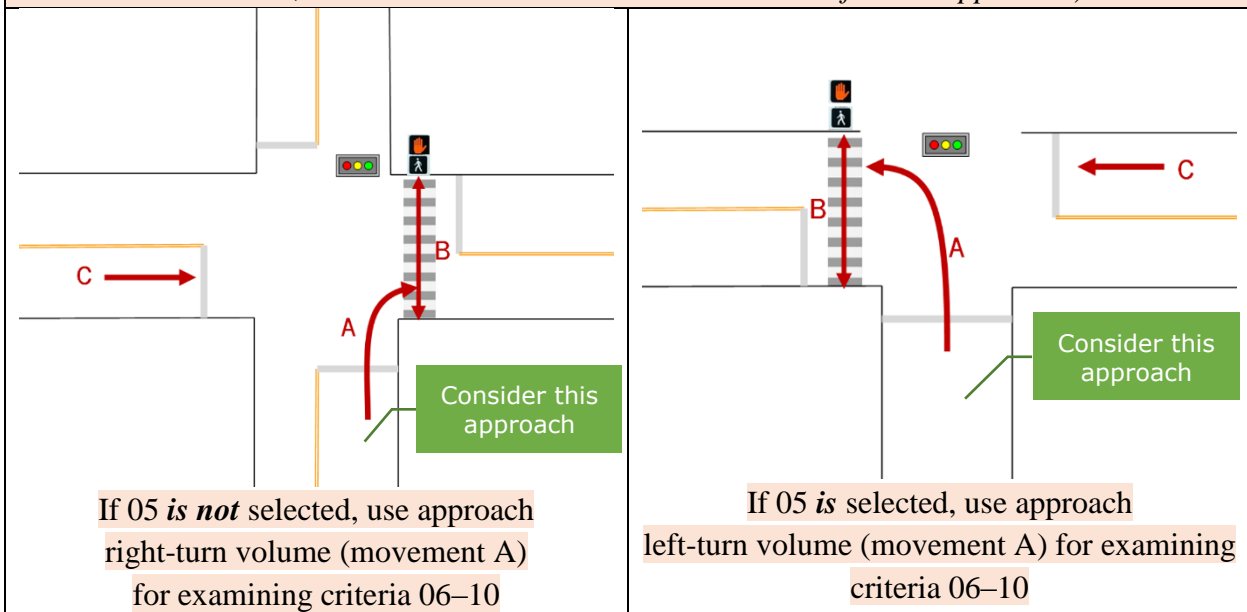 B
C
A
Consider this
approach
If 05 is not selected, use approach
right-turn volume (movement A)
for examining criteria 06–10
C
B
A
Consider this
approach
If 05 is selected, use approach
left-turn volume (movement A) for examining
criteria 06–10